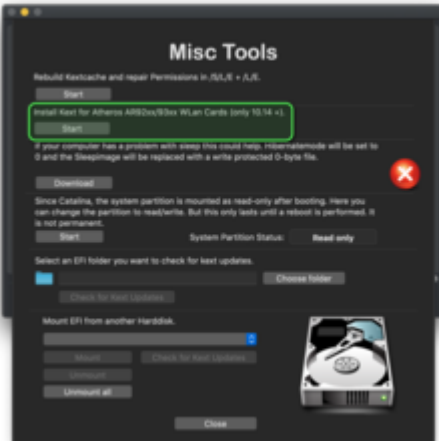 Misc Tools
Rebuild Kextcache and repair Permissions in /S/L/E + /L/E.
Start
Install Kext for Atheros AR92xx/93xx WLan Cards (only 10.14 +).
Start
If your computer has a problem with sleep this could help. Hibernatemode will be set to
0 and the Sleepimage will be replaced with a write protected 0-byte file.
Download
Since Catalina, the system partition is mounted as read-only after booting. Here you
can change the partition to read/write. But this only lasts until a reboot is performed. It
is not permanent.
Start
System Partition Status:
Read only
Select an EFI folder you want to check for kext updates.
Choose folder
Check for Kext Updates
Mount EFI from another Harddisk.
Mount
Check for Kext Updates
Unmount
Unmount all
Close